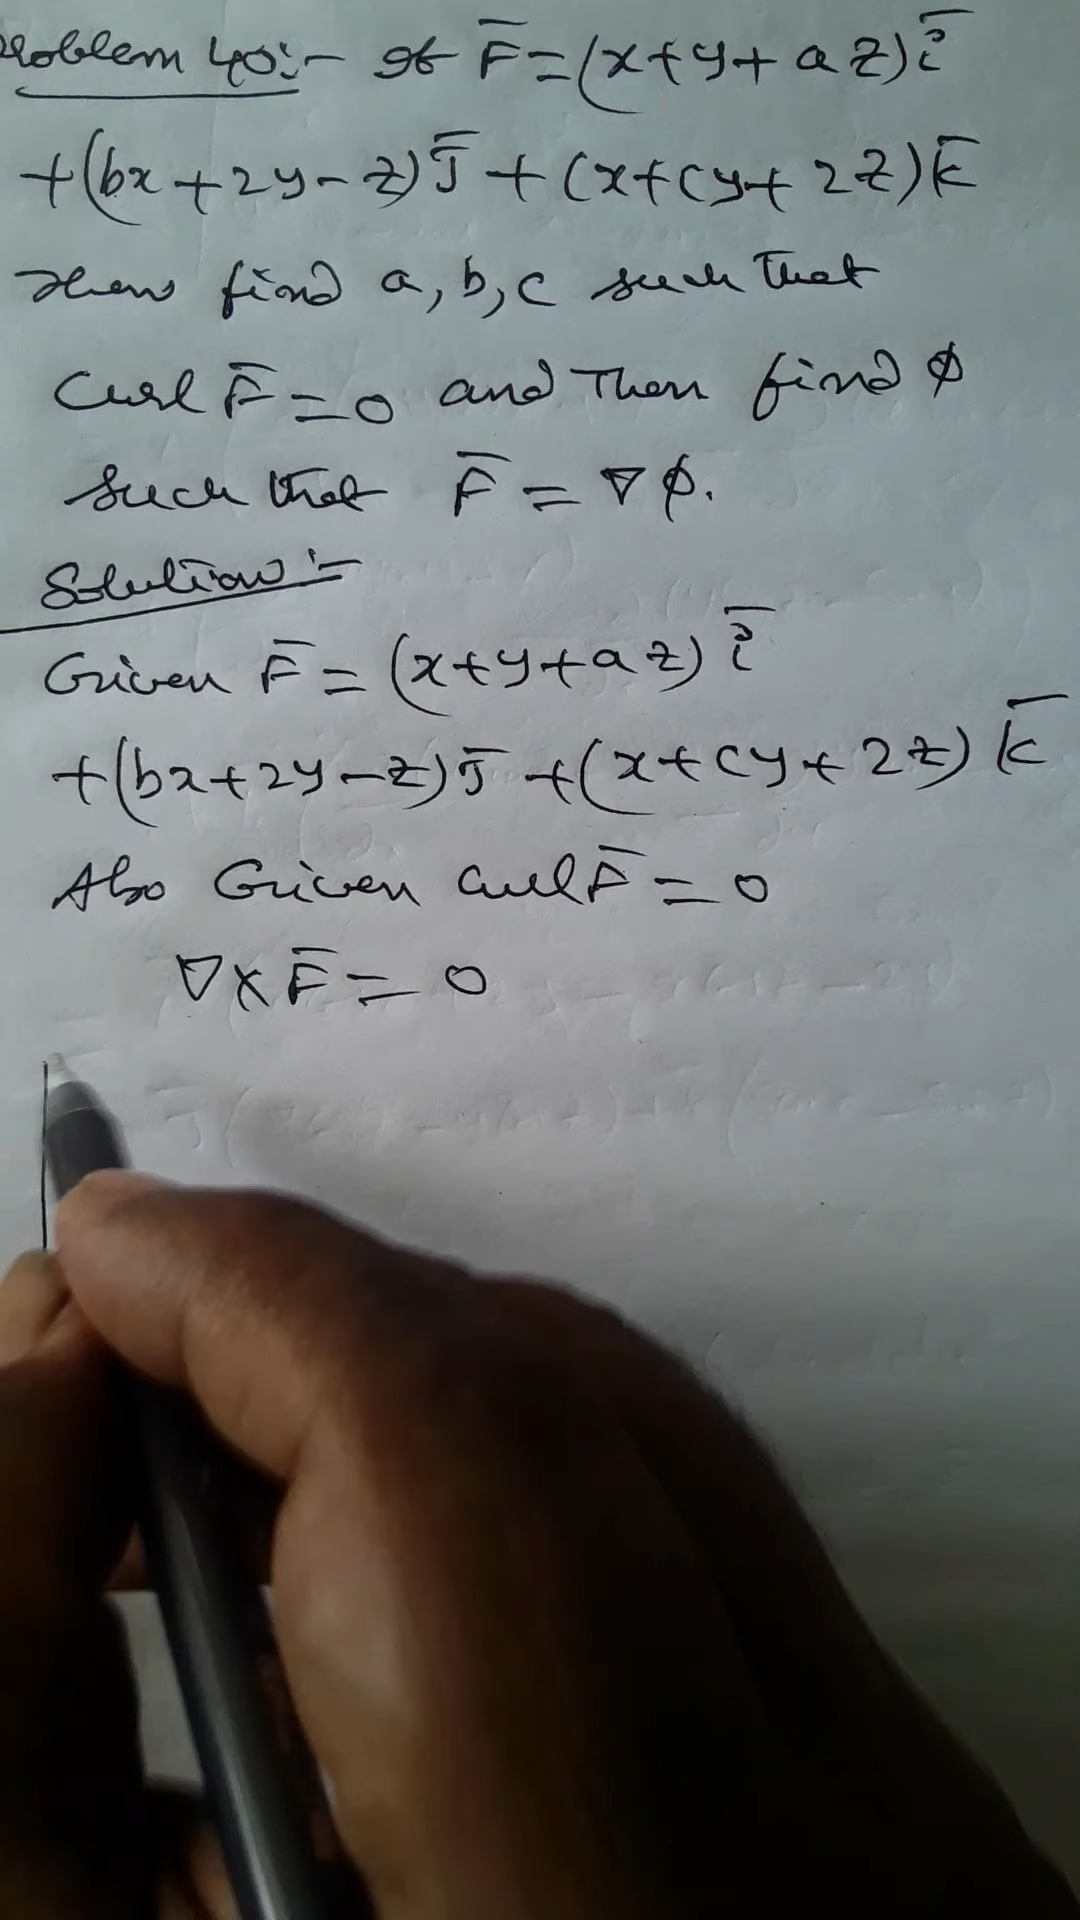 roblem 40:- If F̅=(x+y+az)i̅
+(bx+2y-z)J̅+(x+cy+2z)k̅
then find a,b,c such that
Curl F̅=0 and Then find ϕ
such that F̅=∇ϕ.
Solution:-
Given F̅=(x+y+az)i̅
+(bx+2y-z)J̅+(x+cy+2z)k̅
Also Given curl F̅=0
∇×F̅=0